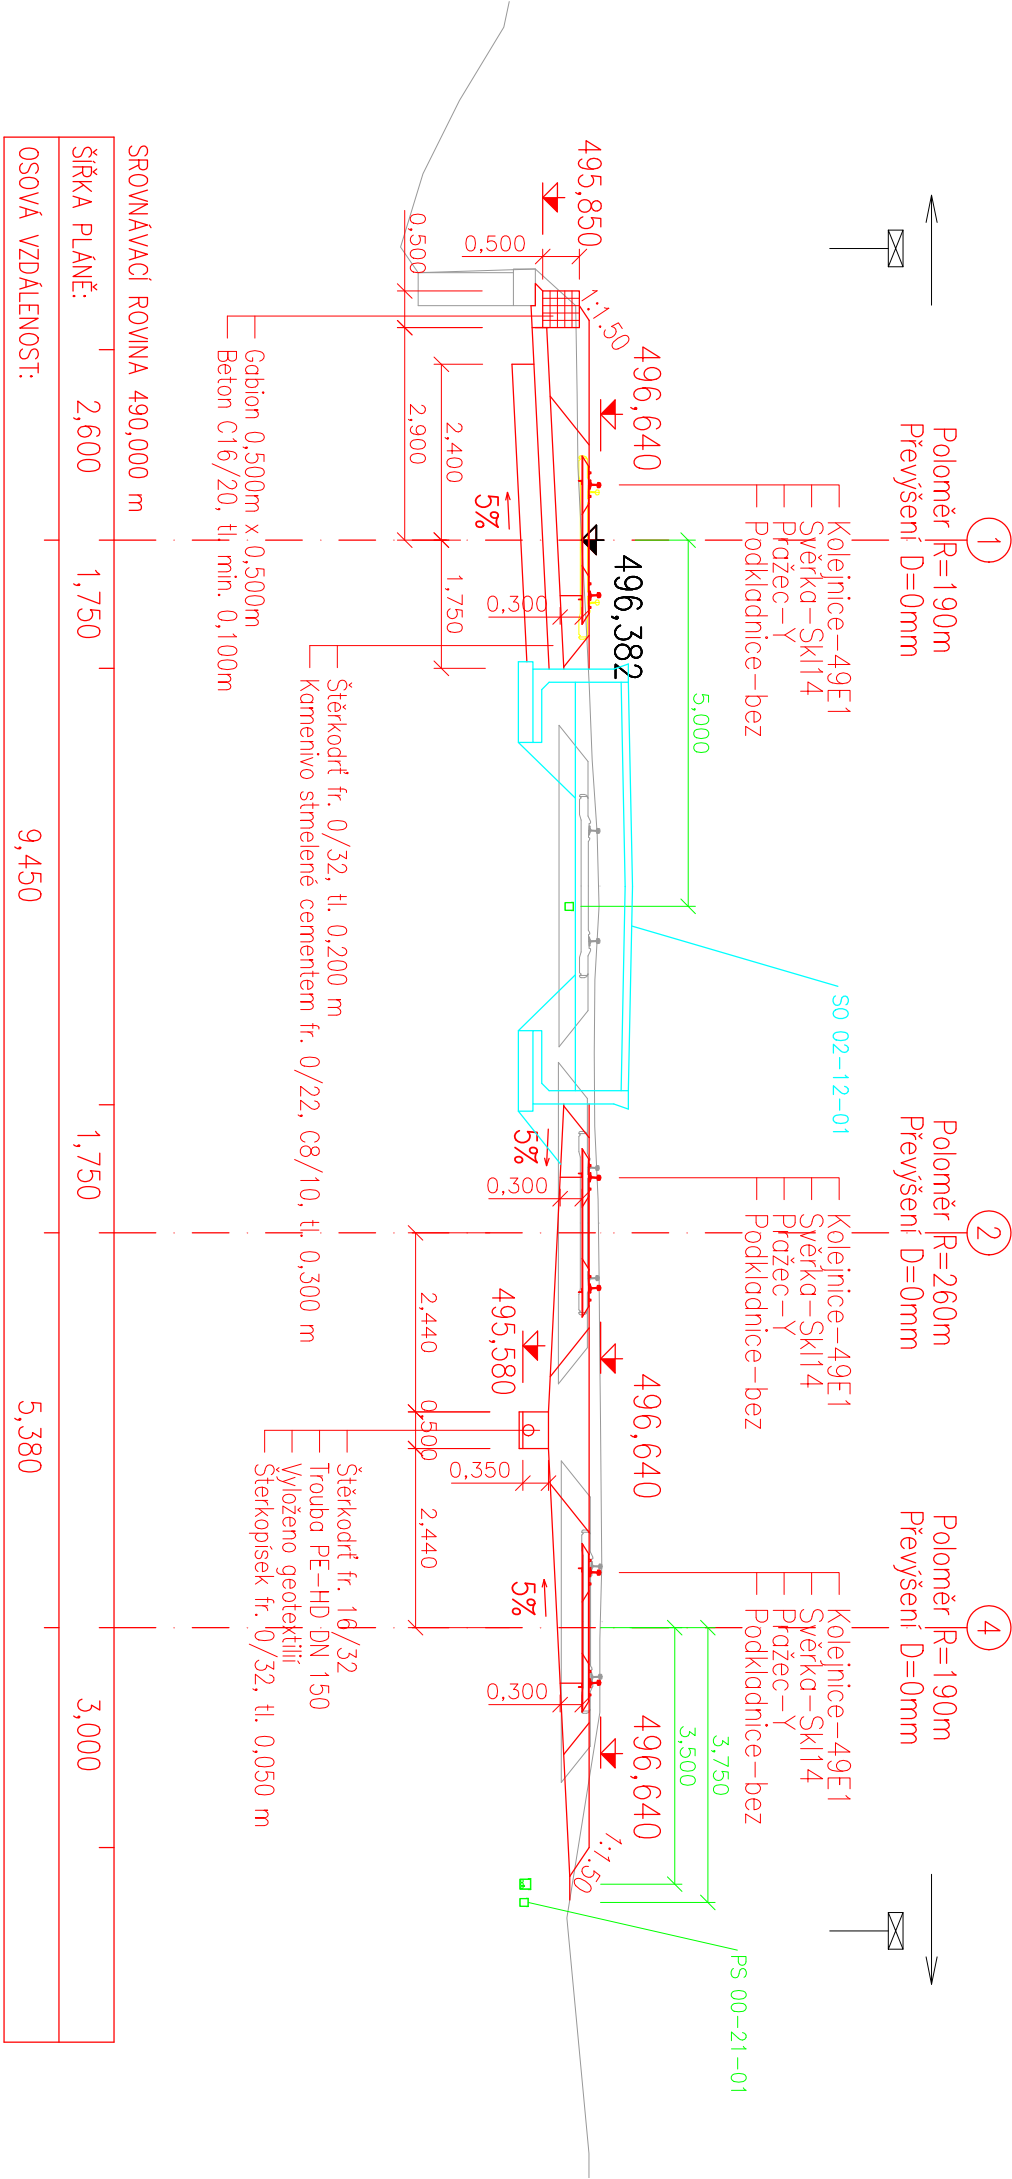 1
Poloměr R=190m
Převýšení D=0mm
Kolejnice-49E1
Svěrka-Skl14
Pražec-Y
Podkladnice-bez
2
Poloměr R=260m
Převýšení D=0mm
Kolejnice-49E1
Svěrka-Skl14
Pražec-Y
Podkladnice-bez
4
Poloměr R=190m
Převýšení D=0mm
Kolejnice-49E1
Svěrka-Skl14
Pražec-Y
Podkladnice-bez
SO 02-12-01
PS 00-21-01
5,000
3,750
3,500
495,850
496,640
496,382
496,640
496,640
1:1.50
1:1.50
0,500
0,500
0,300
5%
2,400
1,750
2,900
5%
0,300
495,580
2,440
0,500
2,440
0,350
5%
0,300
Gabion 0,500m x 0,500m
Beton C16/20, tl. min. 0,100m
Štěrkodrť fr. 0/32, tl. 0,200 m
Kamenivo stmelené cementem fr. 0/22, C8/10, tl. 0,300 m
Štěrkodrť fr. 16/32
Trouba PE-HD DN 150
Vyloženo geotextilií
Šterkopísek fr. 0/32, tl. 0,050 m
SROVNÁVACÍ ROVINA 490,000 m
ŠÍŘKA PLÁNĚ: 2,600 1,750 1,750 3,000
OSOVÁ VZDÁLENOST: 9,450 5,380